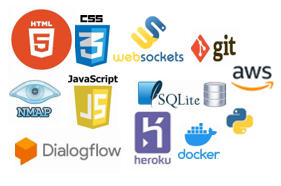 HTML
5
CSS
3
websockets
git
aws
NMAP
JavaScript
JS
SQLite
Dialogflow
heroku
docker